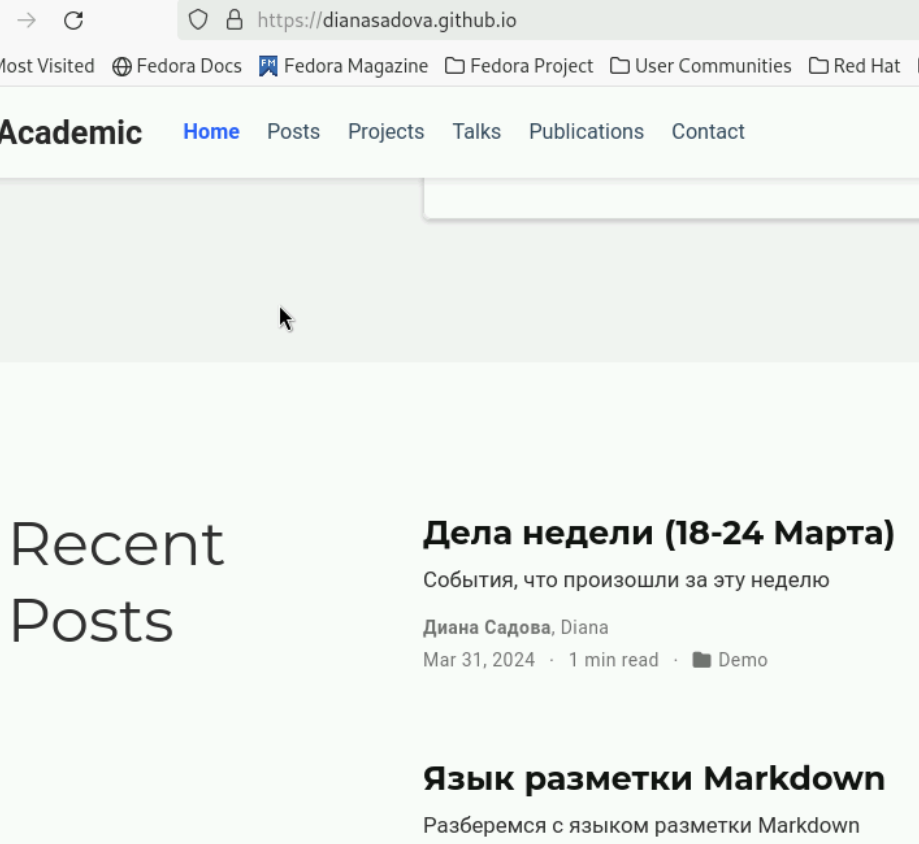 https://dianasadova.github.io
Most Visited Fedora Docs FM Fedora Magazine Fedora Project User Communities Red Hat
Academic Home Posts Projects Talks Publications Contact
Recent
Posts
Дела недели (18-24 Марта)
События, что произошли за эту неделю
Диана Садова, Diana
Mar 31, 2024 · 1 min read · Demo
Язык разметки Markdown
Разберемся с языком разметки Markdown